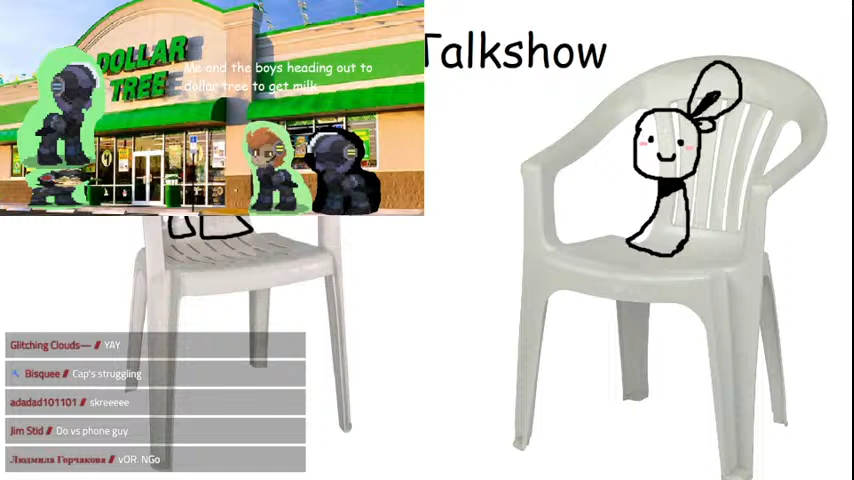 DOLLAR
TREE
Me and the boys heading out to
dollar tree to get milk
Talkshow
Glitching Clouds— // YAY
Bisquee // Cap's struggling
adadad101101 // skreeeee
Jim Stid // Do vs phone guy.
Людмила Горчакова // vOR. NGo